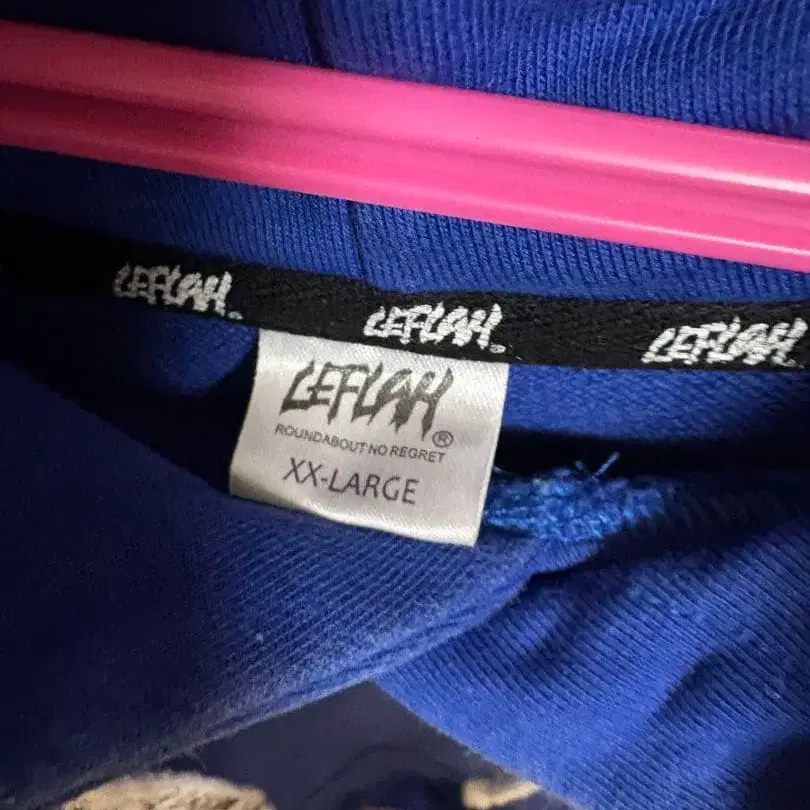 LEFLAH.
LEFLAH.
LEFLAH.
LEFLAH®
ROUNDABOUT NO REGRET
XX-LARGE